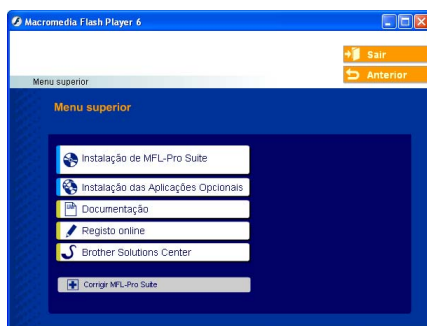 Macromedia Flash Player 6
Sair
Anterior
Menu superior
Menu superior
Instalação de MFL-Pro Suite
Instalação das Aplicações Opcionais
Documentação
Registo online
Brother Solutions Center
Corrigir MFL-Pro Suite